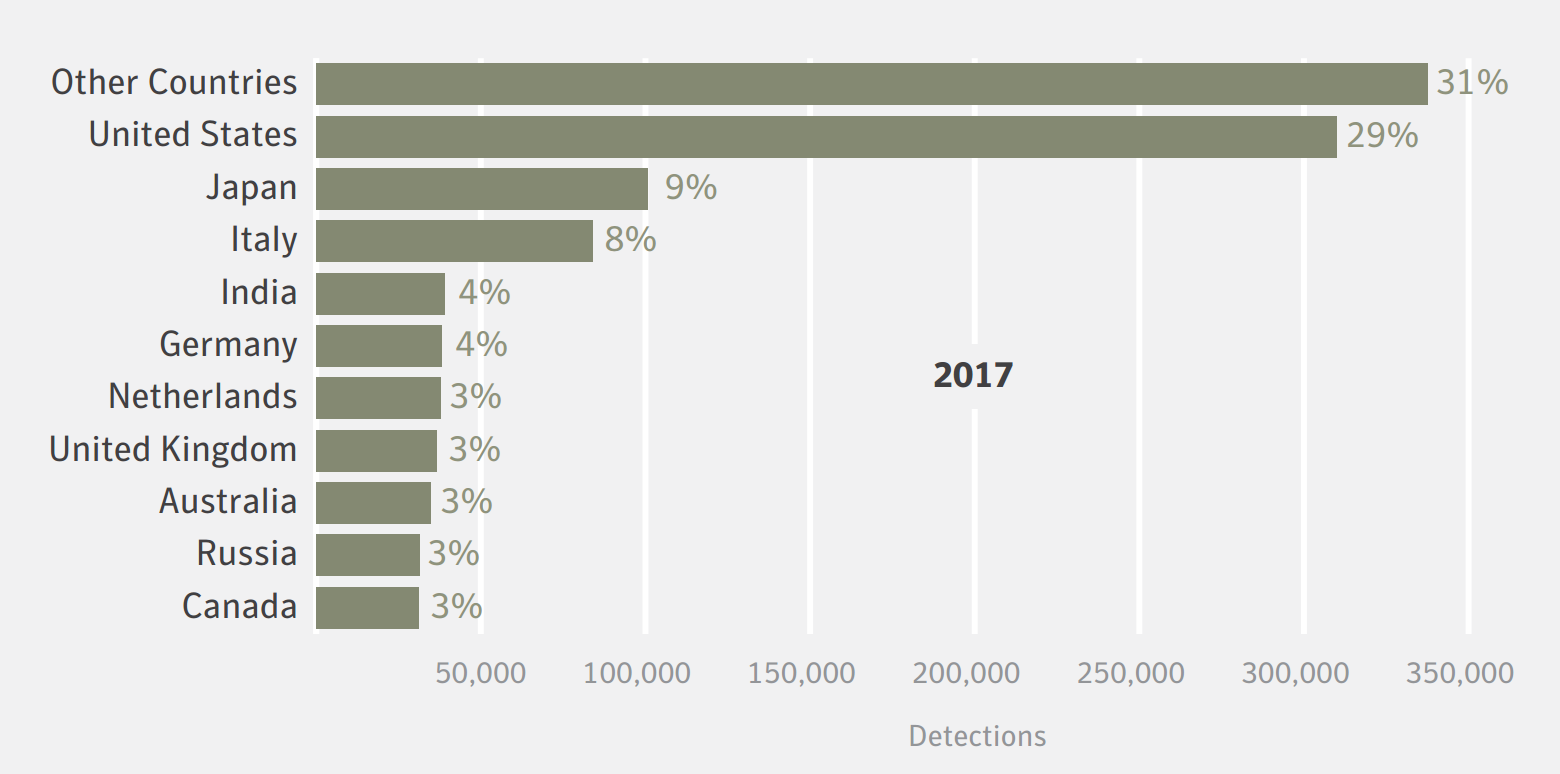 Other Countries 31%
United States 29%
Japan 9%
Italy 8%
India 4%
Germany 4%
Netherlands 3%
2017
United Kingdom 3%
Australia 3%
Russia 3%
Canada 3%
50,000 100,000 150,000 200,000 250,000 300,000 350,000
Detections